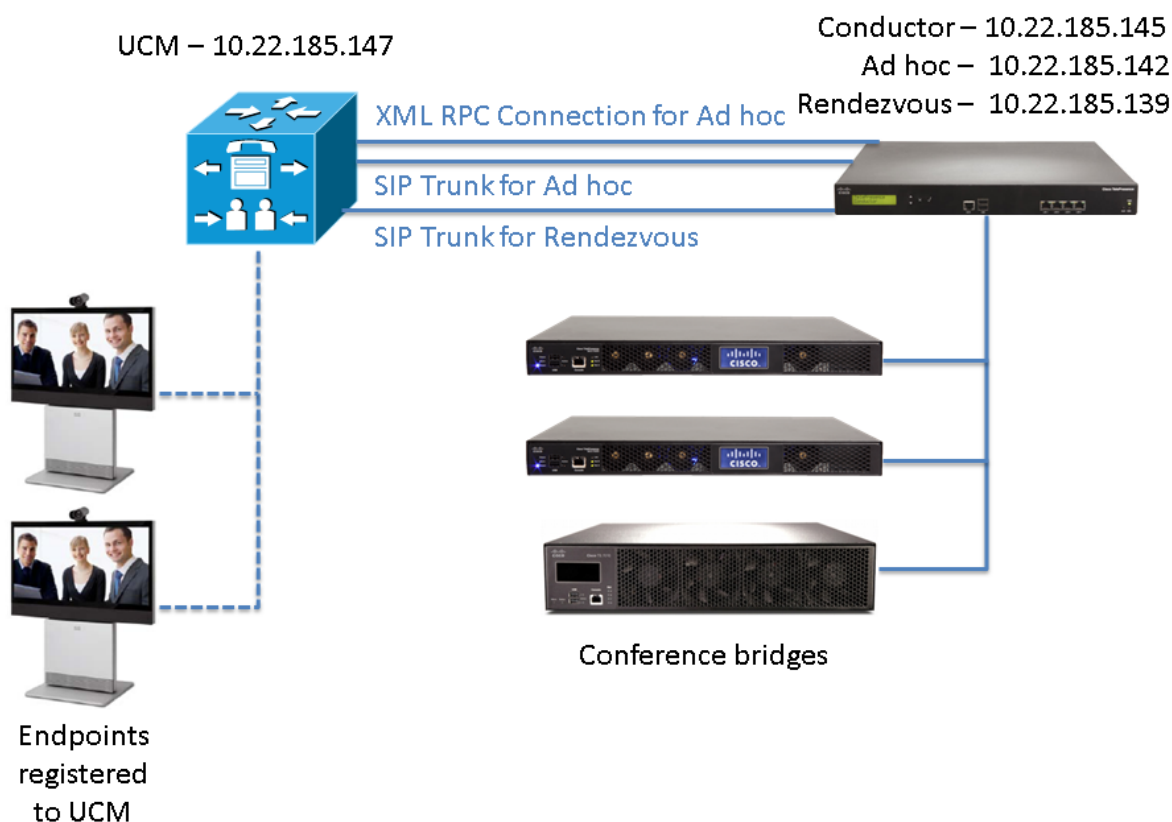 UCM – 10.22.185.147
Conductor – 10.22.185.145
Ad hoc – 10.22.185.142
Rendezvous – 10.22.185.139
XML RPC Connection for Ad hoc
SIP Trunk for Ad hoc
SIP Trunk for Rendezvous
CISCO
CISCO
Conference bridges
Endpoints
registered
to UCM